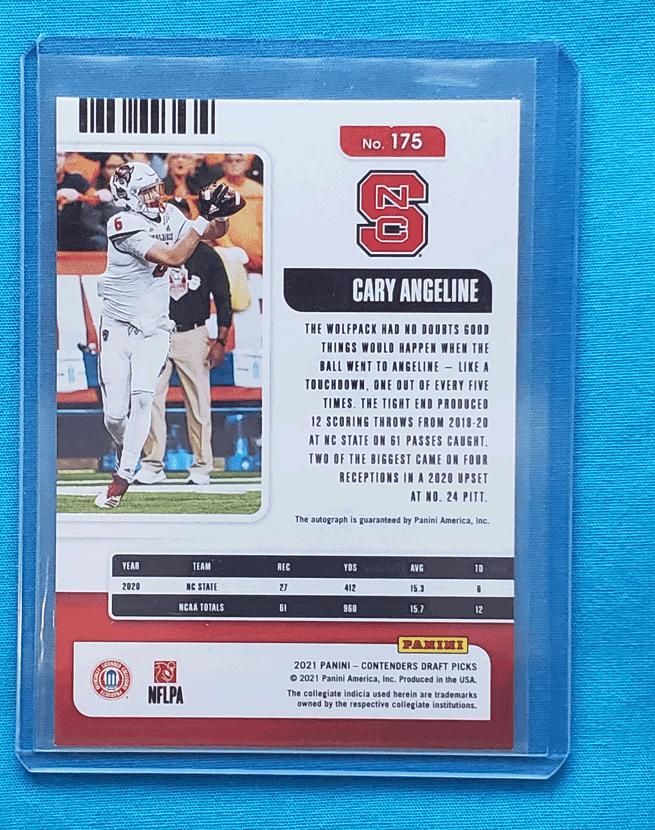 No. 175
NCS
CARY ANGELINE
THE WOLFPACK HAD NO DOUBTS GOOD
THINGS WOULD HAPPEN WHEN THE
BALL WENT TO ANGELINE – LIKE A
TOUCHDOWN, ONE OUT OF EVERY FIVE
TIMES. THE TIGHT END PRODUCED
12 SCORING THROWS FROM 2018-20
AT NC STATE ON 61 PASSES CAUGHT.
TWO OF THE BIGGEST CAME ON FOUR
RECEPTIONS IN A 2020 UPSET
AT NO. 24 PITT.
The autograph is guaranteed by Panini America, Inc.
6
YEAR TEAM REC YDS AVG TD
2020 NC STATE 27 412 15.3 6
NCAA TOTALS 61 960 15.7 12
PANINI
2021 PANINI – CONTENDERS DRAFT PICKS
© 2021 Panini America, Inc. Produced in the USA.
The collegiate indicia used herein are trademarks
owned by the respective collegiate institutions.
NFLPA